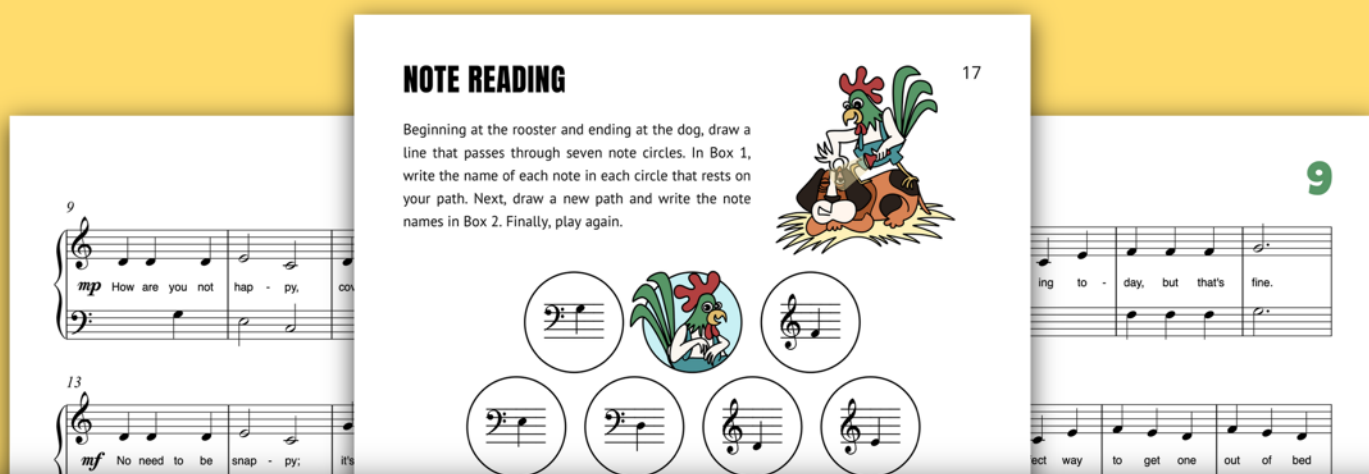 NOTE READING
17
Beginning at the rooster and ending at the dog, draw a
line that passes through seven note circles. In Box 1,
write the name of each note in each circle that rests on
your path. Next, draw a new path and write the note
names in Box 2. Finally, play again.
9
mp How are you not hap - py,
13
mf No need to be snap - py; it's
9
ing to - day, but that's fine.
way to get one out of bed